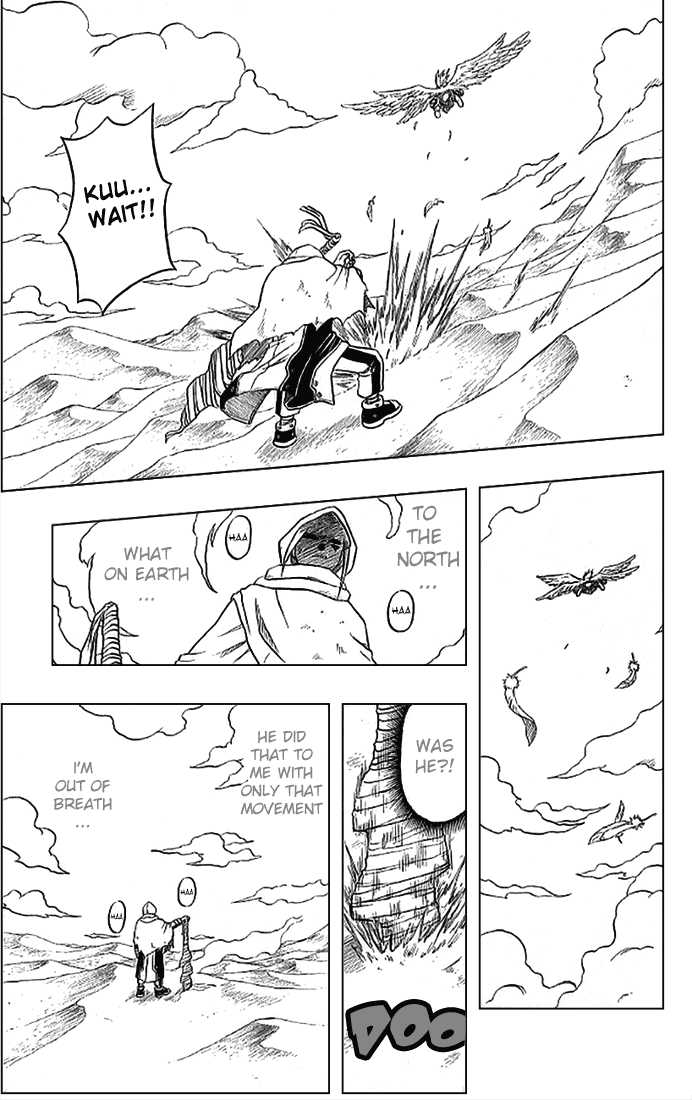 KUU...
WAIT!!
TO
THE
NORTH
...
HAA
HAA
WHAT
ON EARTH
...
WAS
HE?!
DOO
HE DID
THAT TO
ME WITH
ONLY THAT
MOVEMENT
I'M
OUT OF
BREATH
...
HAA
HAA